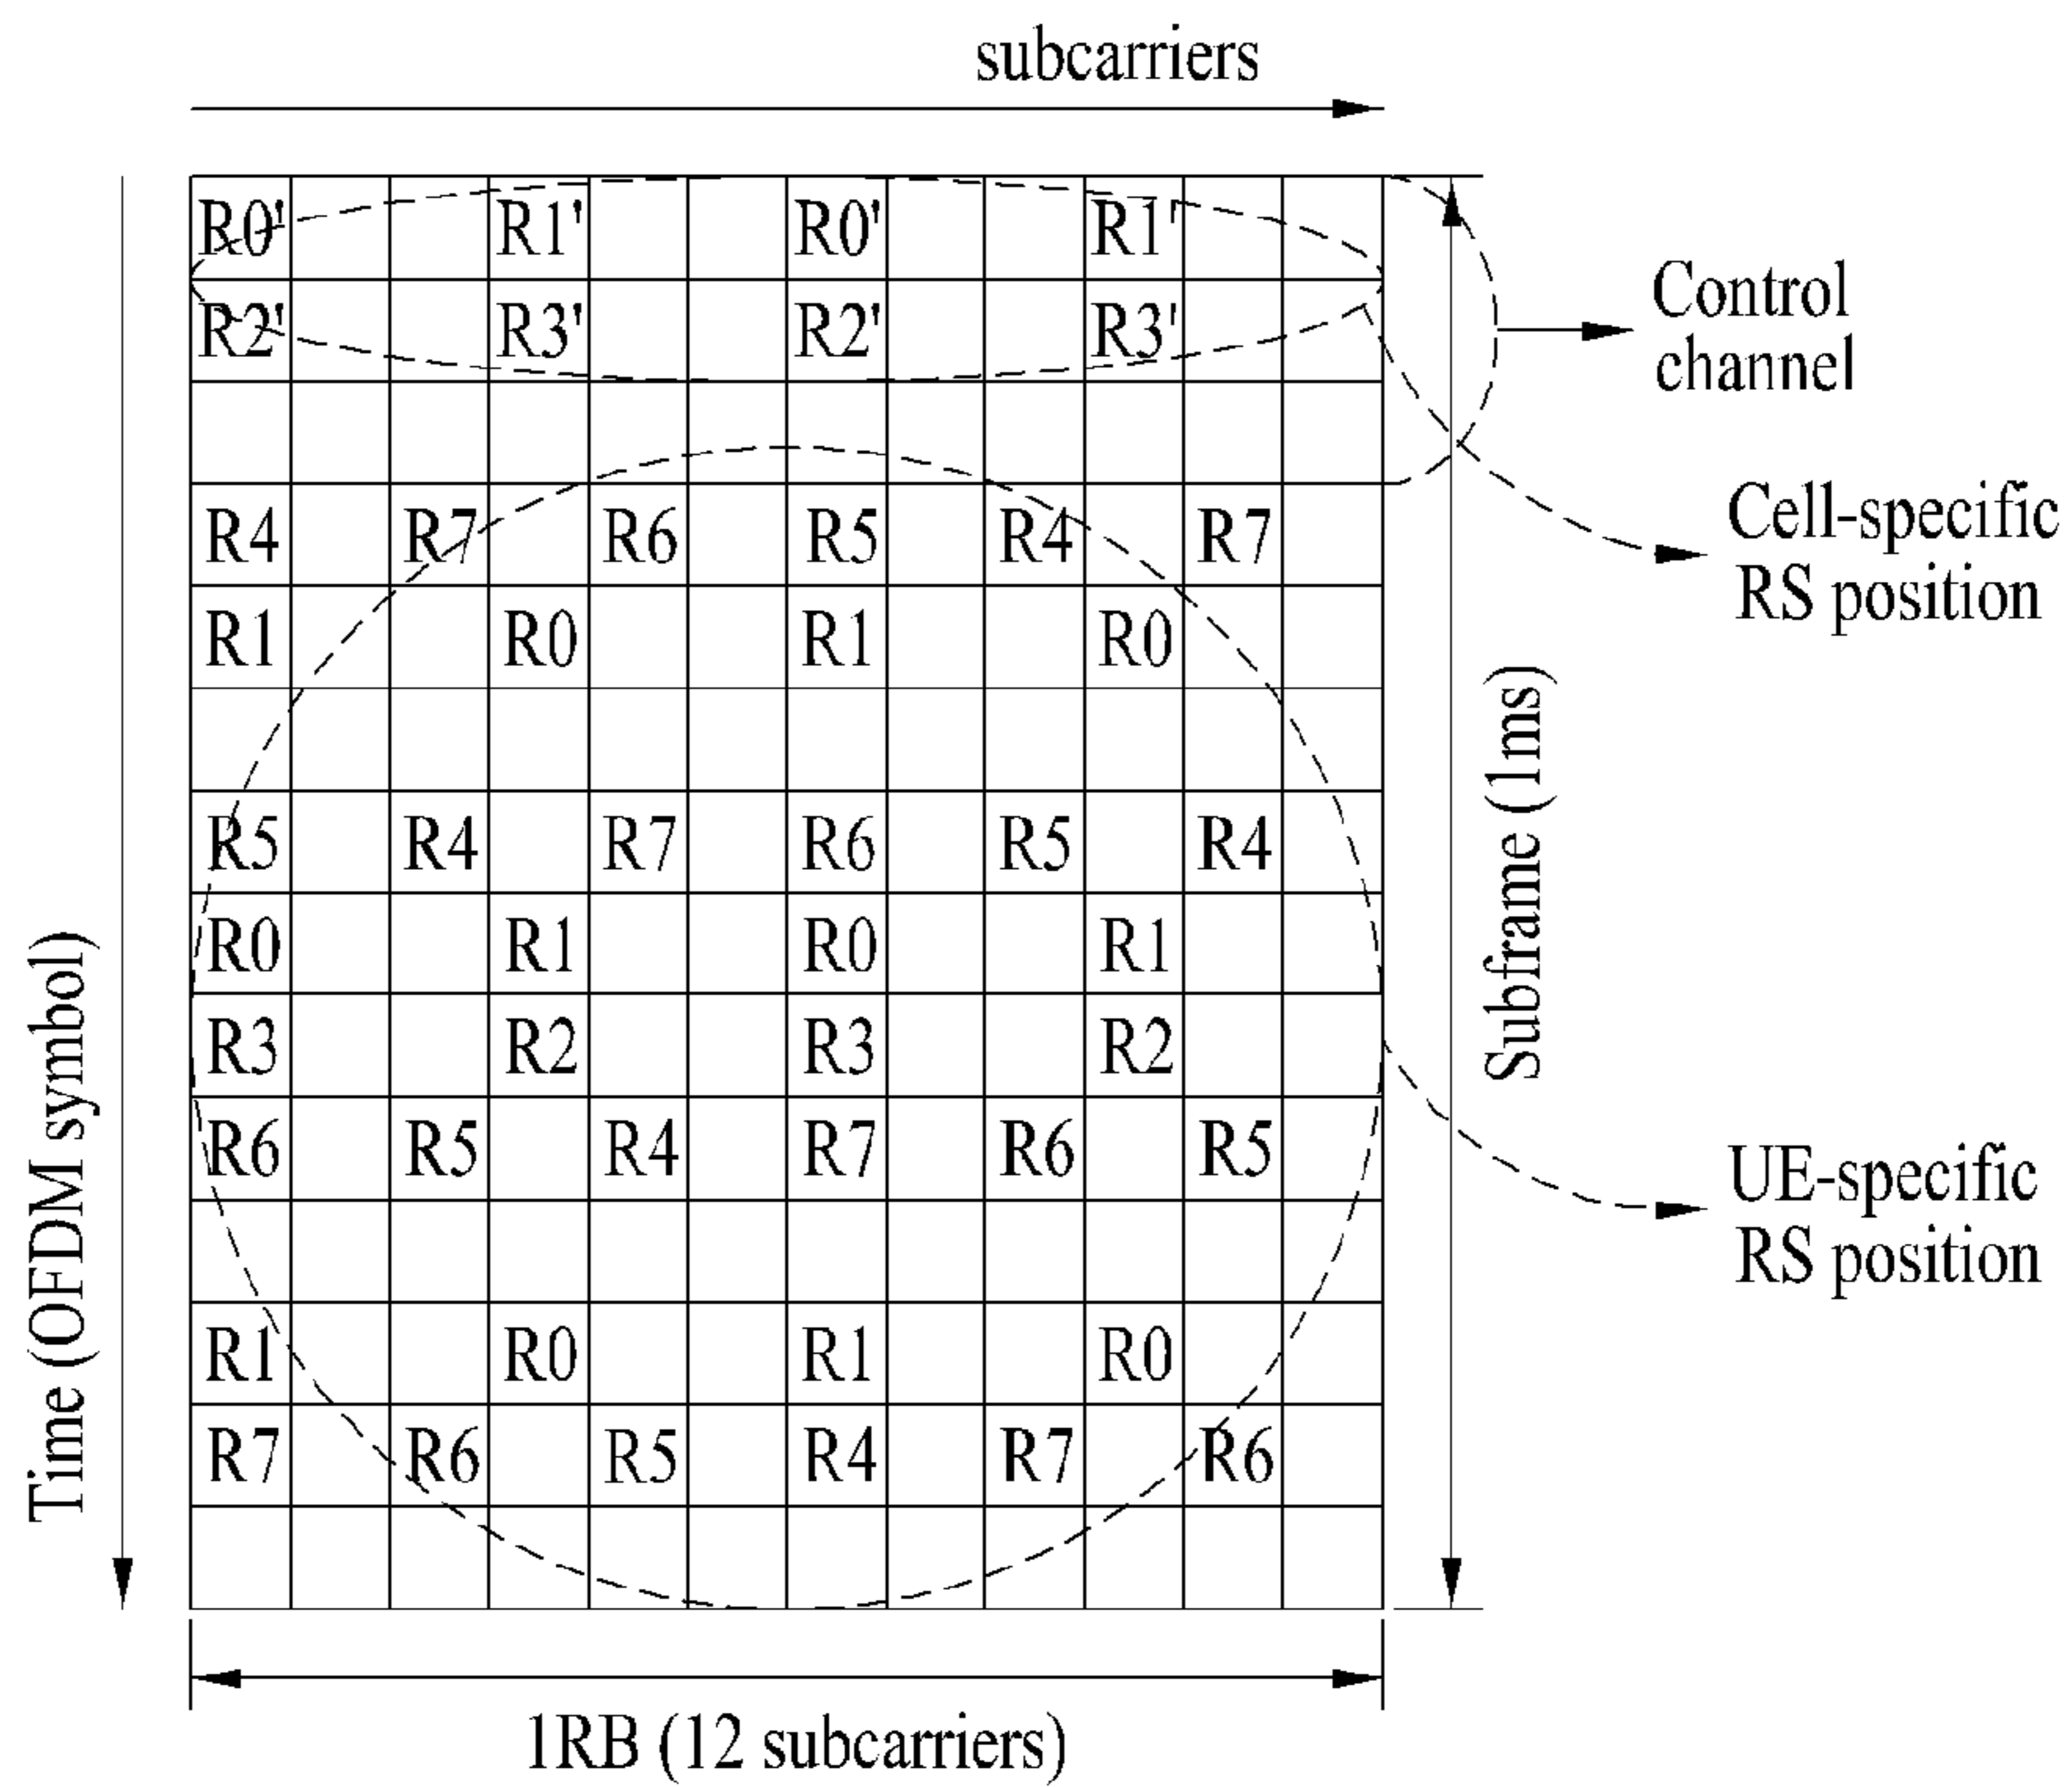 subcarriers
R0' R1' R0' R1'
R2' R3' R2' R3'
Control
channel
R4 R7 R6 R5 R4 R7
Cell-specific
RS position
R1 R0 R1 R0
R5 R4 R7 R6 R5 R4
Subframe (1ms)
R0 R1 R0 R1
R3 R2 R3 R2
R6 R5 R4 R7 R6 R5
UE-specific
RS position
Time (OFDM symbol)
R1 R0 R1 R0
R7 R6 R5 R4 R7 R6
1RB (12 subcarriers)